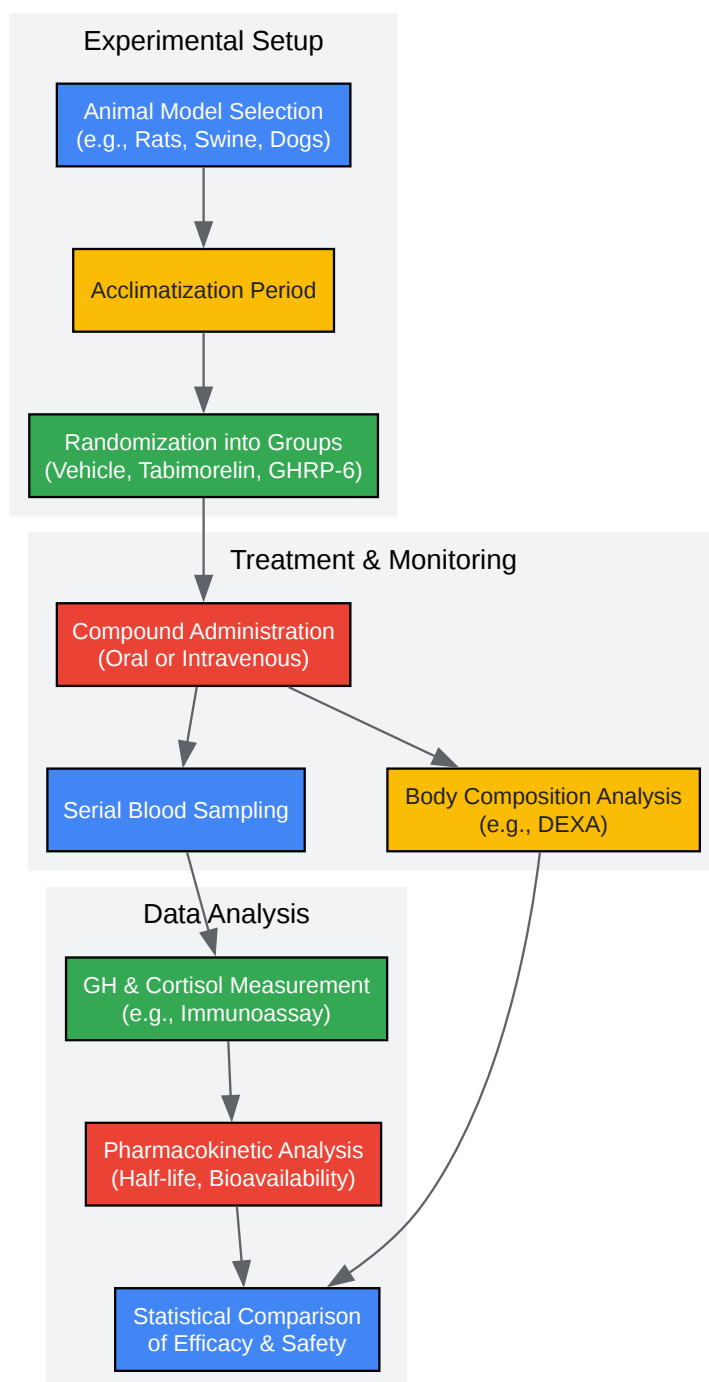 Experimental Setup
Animal Model Selection
(e.g., Rats, Swine, Dogs)
Acclimatization Period
Randomization into Groups
(Vehicle, Tabimorelin, GHRP-6)
Treatment & Monitoring
Compound Administration
(Oral or Intravenous)
Serial Blood Sampling
Body Composition Analysis
(e.g., DEXA)
Data Analysis
GH & Cortisol Measurement
(e.g., Immunoassay)
Pharmacokinetic Analysis
(Half-life, Bioavailability)
Statistical Comparison
of Efficacy & Safety